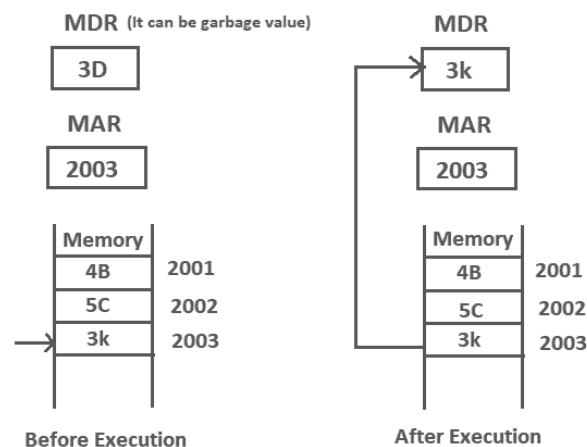 MDR (It can be garbage value)
3D
MAR
2003
Memory
4B 2001
5C 2002
3k 2003
Before Execution
MDR
3k
MAR
2003
Memory
4B 2001
5C 2002
3k 2003
After Execution